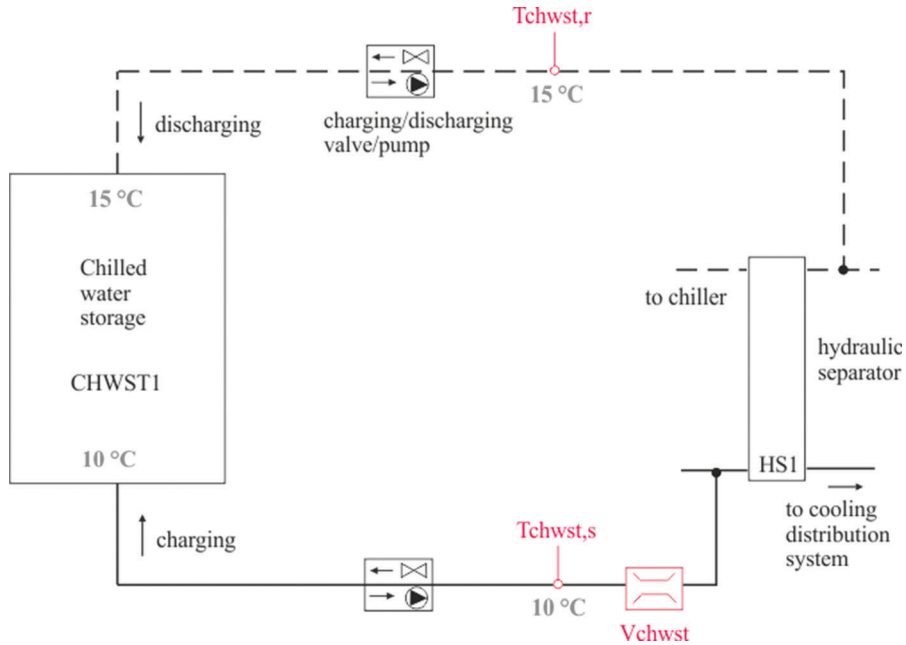 Tchwst,r
15 °C
discharging
charging/discharging
valve/pump
15 °C
Chilled
water
storage
CHWST1
10 °C
to chiller
hydraulic
separator
HS1
to cooling
distribution
system
charging
Tchwst,s
10 °C
Vchwst